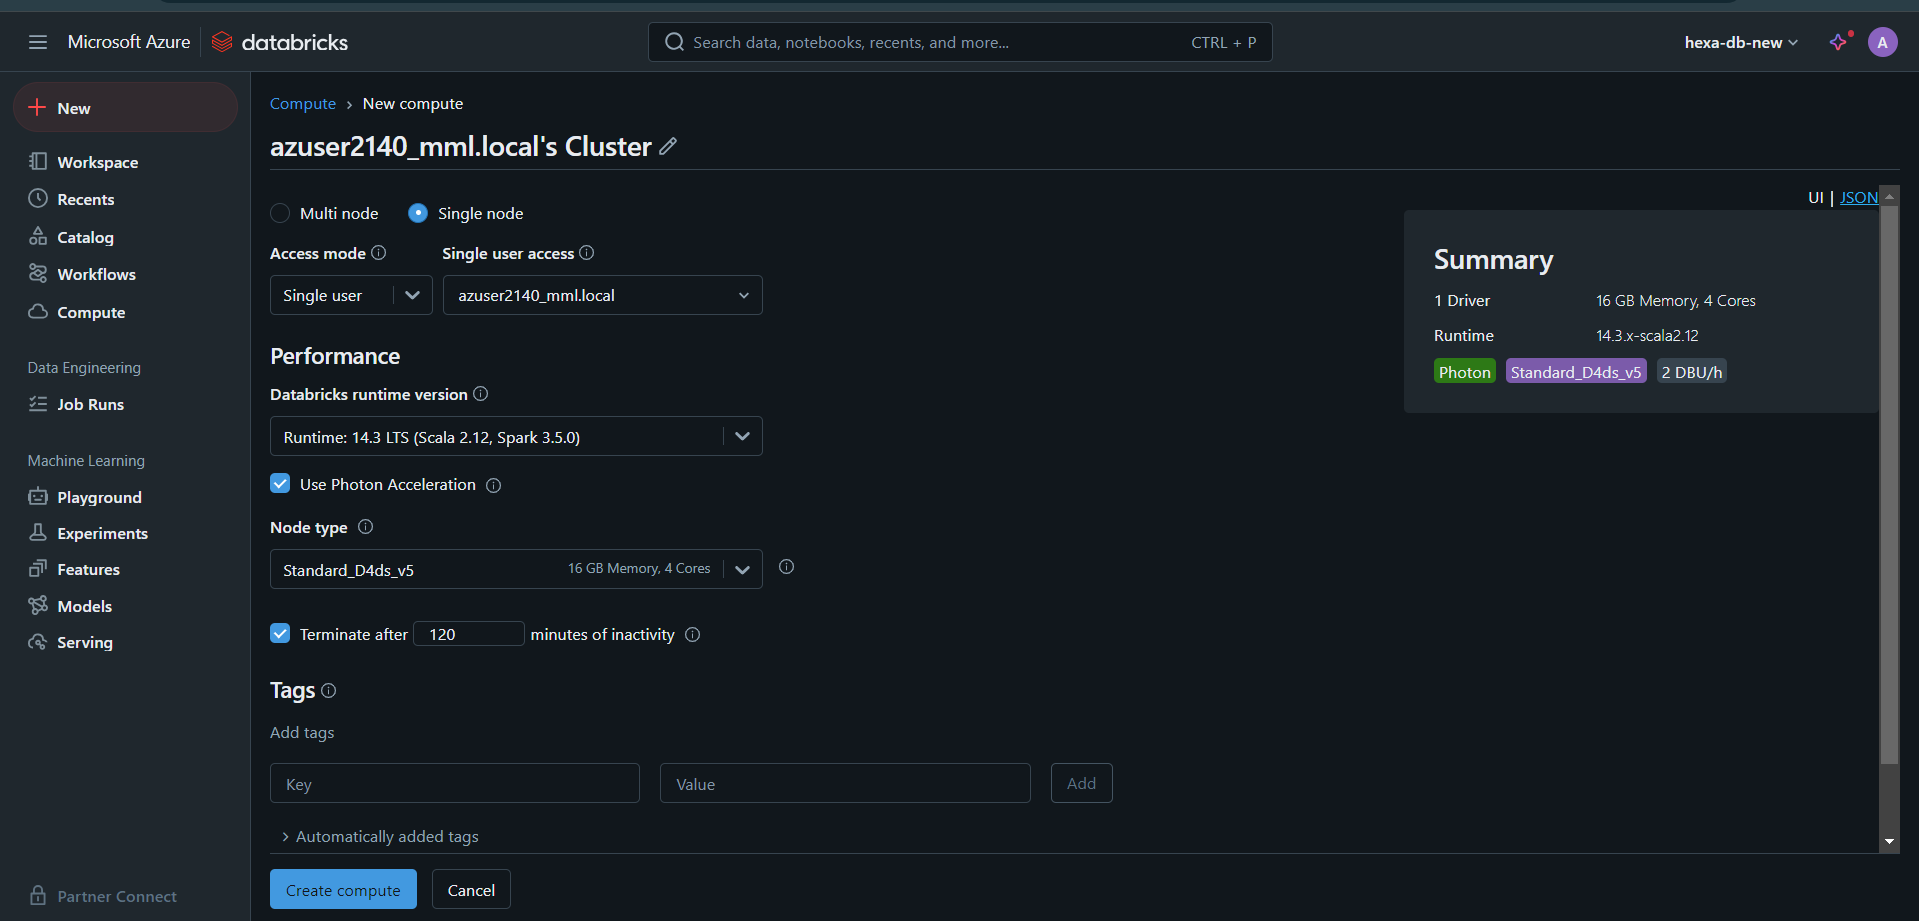 Microsoft Azure databricks
Search data, notebooks, recents, and more... CTRL + P
hexa-db-new
A
New
Workspace
Recents
Catalog
Workflows
Compute
Data Engineering
Job Runs
Machine Learning
Playground
Experiments
Features
Models
Serving
Partner Connect
Compute › New compute
azuser2140_mml.local's Cluster
UI | JSON
Multi node Single node
Access mode Single user access
Single user azuser2140_mml.local
Performance
Databricks runtime version
Runtime: 14.3 LTS (Scala 2.12, Spark 3.5.0)
Use Photon Acceleration
Node type
Standard_D4ds_v5 16 GB Memory, 4 Cores
Terminate after 120 minutes of inactivity
Tags
Add tags
Key Value Add
Automatically added tags
Create compute Cancel
Summary
1 Driver 16 GB Memory, 4 Cores
Runtime 14.3.x-scala2.12
Photon Standard_D4ds_v5 2 DBU/h